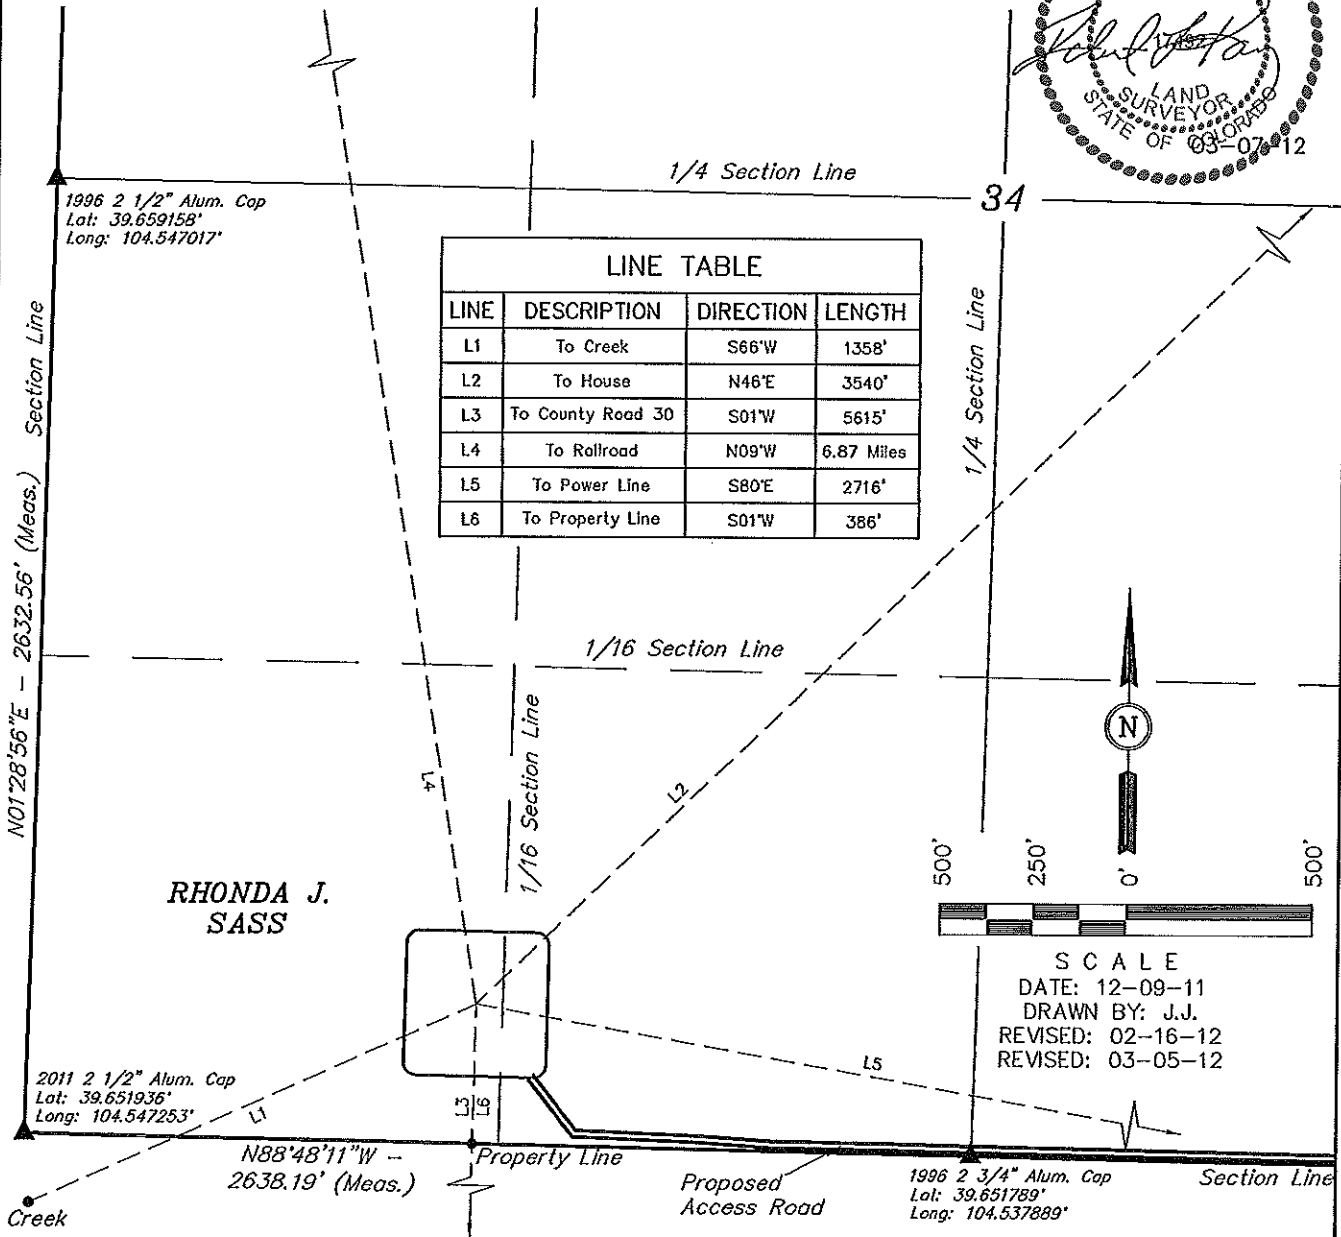 LAND
SURVEYOR
STATE OF COLORADO
03-07-12
1/4 Section Line
34
1996 2 1/2" Alum. Cap
Lat: 39.659158°
Long: 104.547017°
LINE TABLE
LINE DESCRIPTION DIRECTION LENGTH
L1 To Creek S66°W 1358'
L2 To House N46°E 3540'
L3 To County Road 30 S01°W 5615'
L4 To Railroad N09°W 6.87 Miles
L5 To Power Line S80°E 2716'
L6 To Property Line S01°W 386'
Section Line
N01°28'56"E - 2632.56' (Meas.)
1/4 Section Line
1/16 Section Line
1/16 Section Line
N
L4
L2
RHONDA J.
SASS
500' 250' 0' 500'
SCALE
DATE: 12-09-11
DRAWN BY: J.J.
REVISED: 02-16-12
REVISED: 03-05-12
L5
2011 2 1/2" Alum. Cap
Lat: 39.651936°
Long: 104.547253°
L1
L3
L6
N88°48'11"W -
2638.19' (Meas.)
Property Line
Proposed
Access Road
1996 2 3/4" Alum. Cap
Lat: 39.651789°
Long: 104.537889°
Section Line
Creek